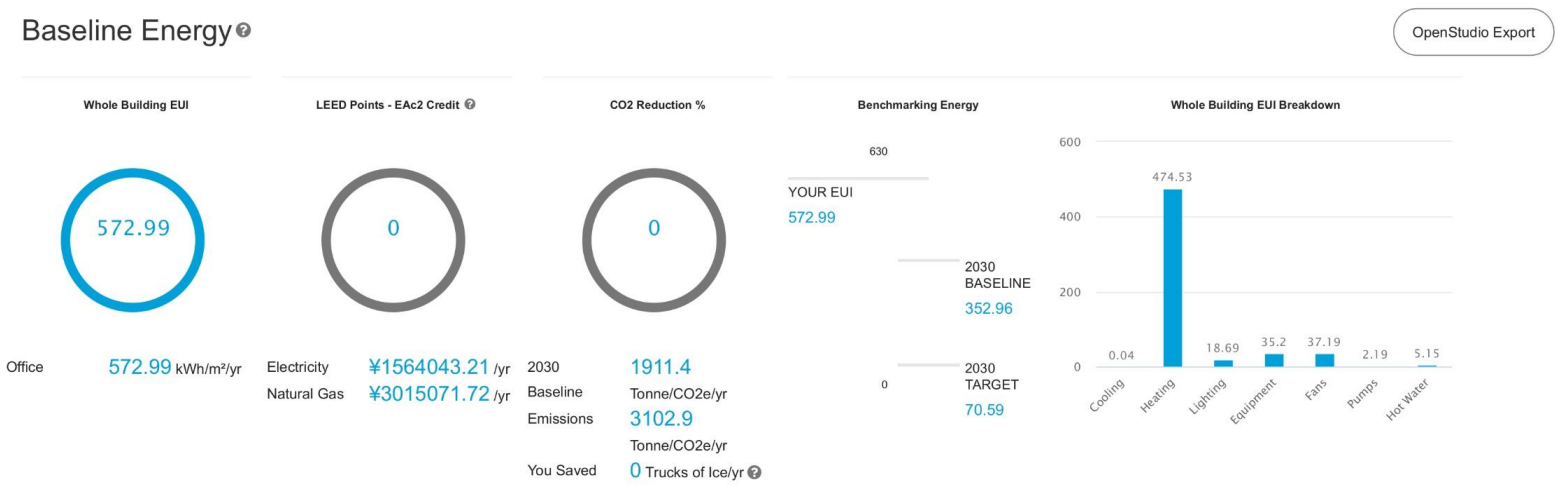 Baseline Energy ?
OpenStudio Export
Whole Building EUI
572.99
Office 572.99 kWh/m²/yr
LEED Points - EAc2 Credit ?
0
Electricity ¥1564043.21 /yr
Natural Gas ¥3015071.72 /yr
CO2 Reduction %
0
2030 1911.4
Baseline Tonne/CO2e/yr
Emissions 3102.9
Tonne/CO2e/yr
You Saved 0 Trucks of Ice/yr ?
Benchmarking Energy
630
YOUR EUI
572.99
2030
BASELINE
352.96
2030
TARGET
0
70.59
Whole Building EUI Breakdown
600
474.53
400
200
0.04
18.69
35.2
37.19
2.19
5.15
0
Cooling
Heating
Lighting
Equipment
Fans
Pumps
Hot Water